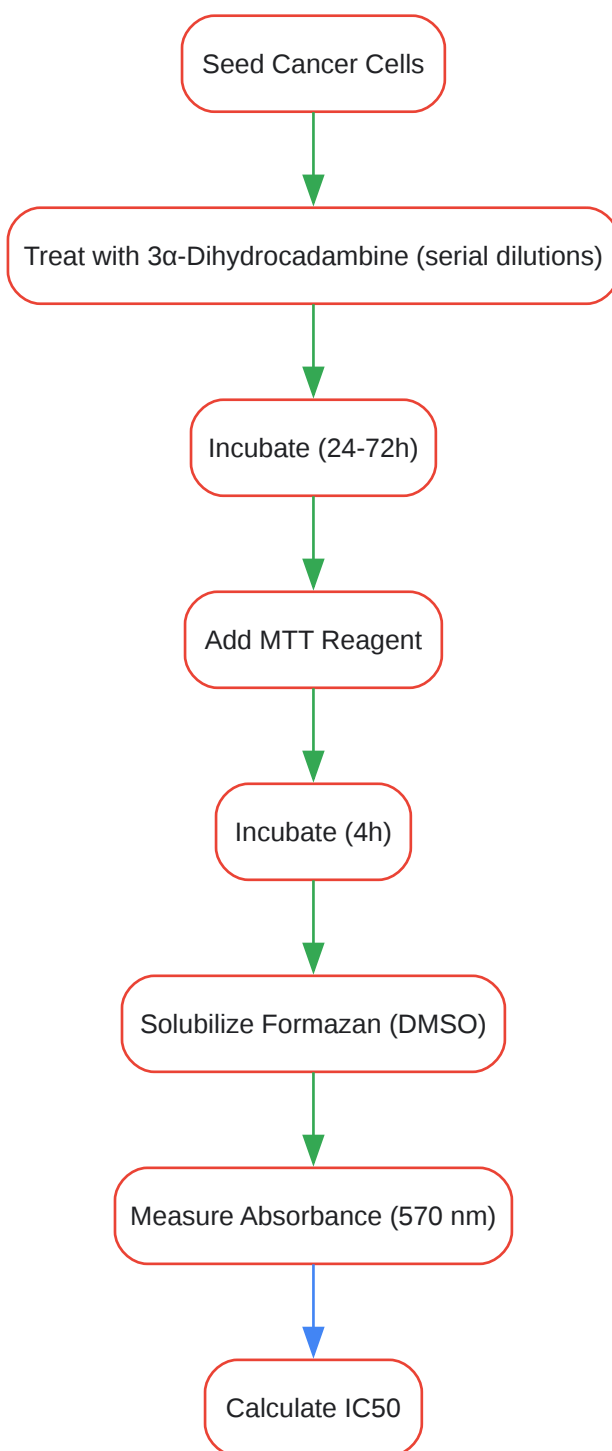 Seed Cancer Cells
Treat with 3α-Dihydrocadambine (serial dilutions)
Incubate (24-72h)
Add MTT Reagent
Incubate (4h)
Solubilize Formazan (DMSO)
Measure Absorbance (570 nm)
Calculate IC50